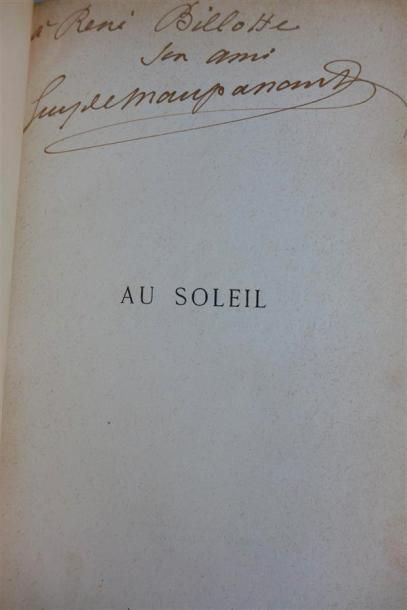 à René Billotte
son ami
Guy de Maupassant
AU SOLEIL